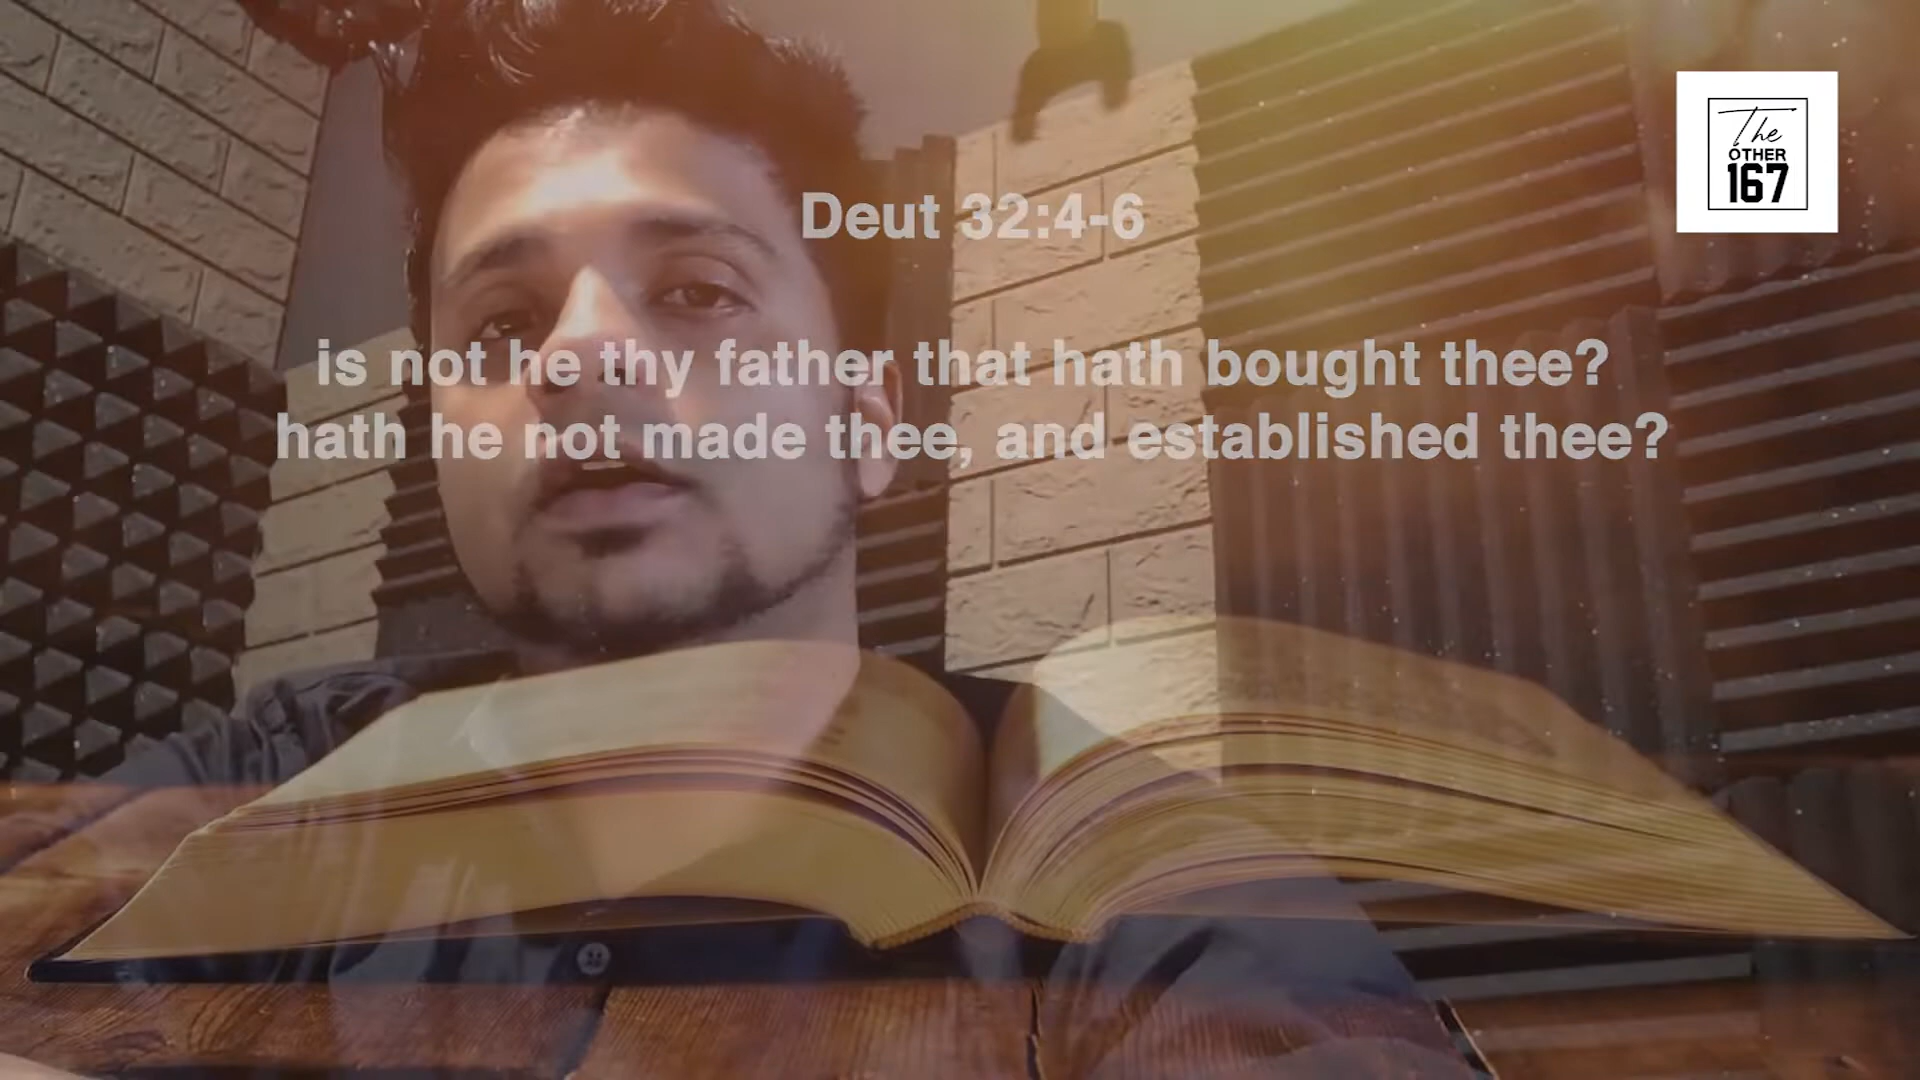 The
OTHER
167
Deut 32:4-6
is not he thy father that hath bought thee?
hath he not made thee, and established thee?